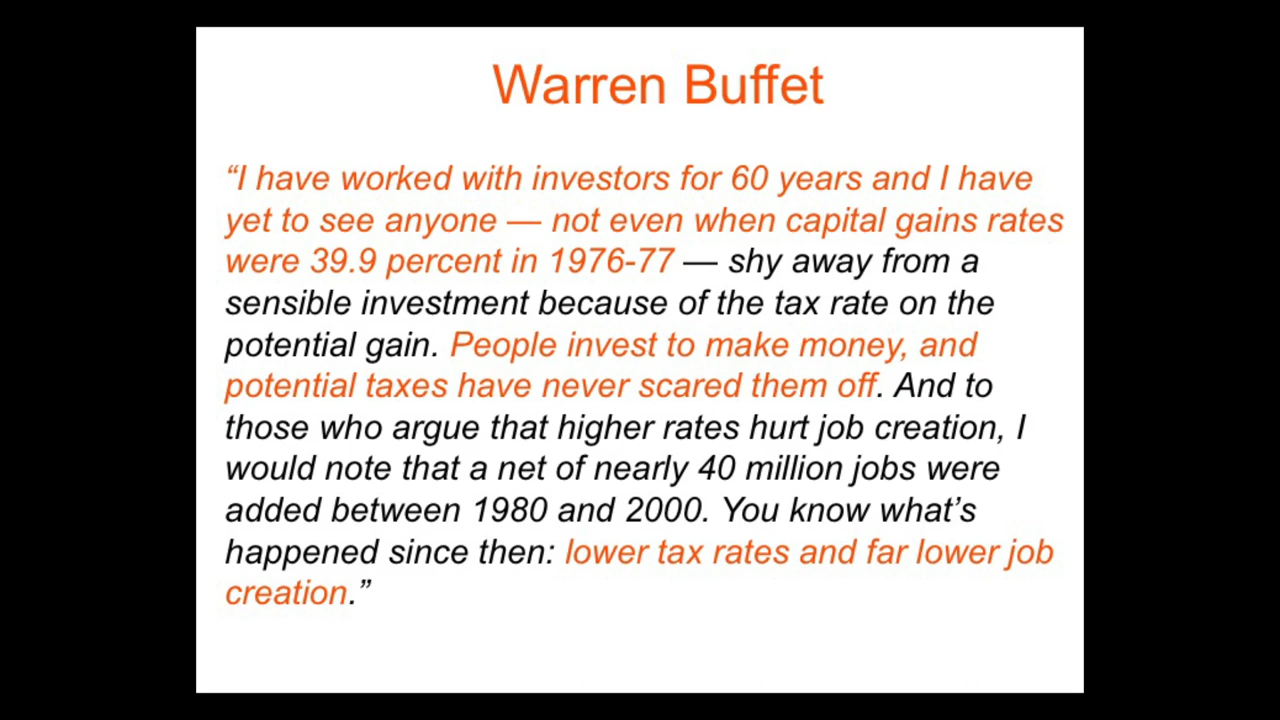 Warren Buffet
“I have worked with investors for 60 years and I have
yet to see anyone — not even when capital gains rates
were 39.9 percent in 1976-77 — shy away from a
sensible investment because of the tax rate on the
potential gain. People invest to make money, and
potential taxes have never scared them off. And to
those who argue that higher rates hurt job creation, I
would note that a net of nearly 40 million jobs were
added between 1980 and 2000. You know what’s
happened since then: lower tax rates and far lower job
creation.”